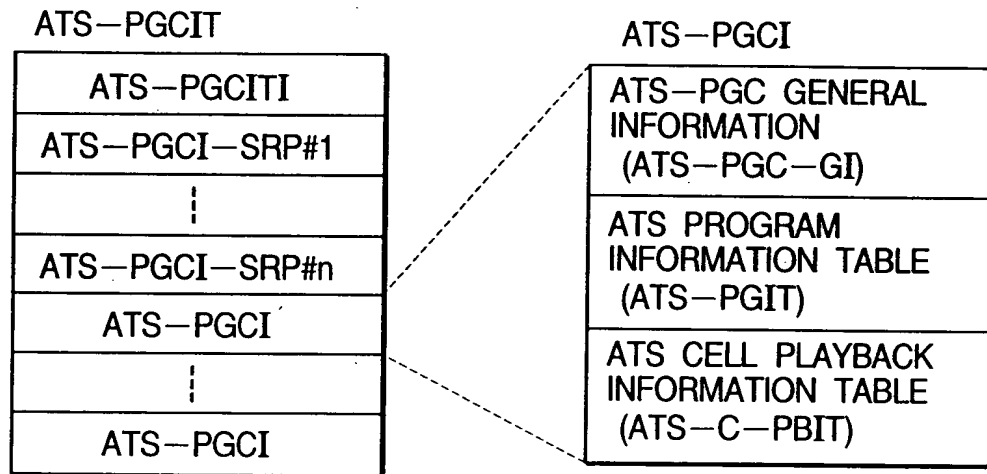 ATS-PGCIT
ATS-PGCITI
ATS-PGCI-SRP#1
ATS-PGCI-SRP#n
ATS-PGCI
ATS-PGCI
ATS-PGCI
ATS-PGC GENERAL
INFORMATION
(ATS-PGC-GI)
ATS PROGRAM
INFORMATION TABLE
(ATS-PGIT)
ATS CELL PLAYBACK
INFORMATION TABLE
(ATS-C-PBIT)